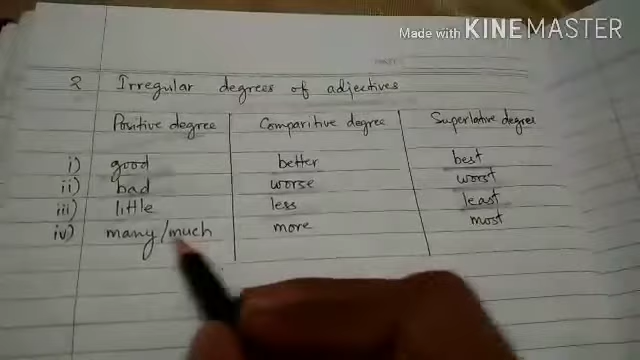 Made with KINEMASTER
2 Irregular degrees of adjectives
Positive degree Comparitive degree Superlative degree
i) good better best
ii) bad worse worst
iii) little less least
iv) many/much more most